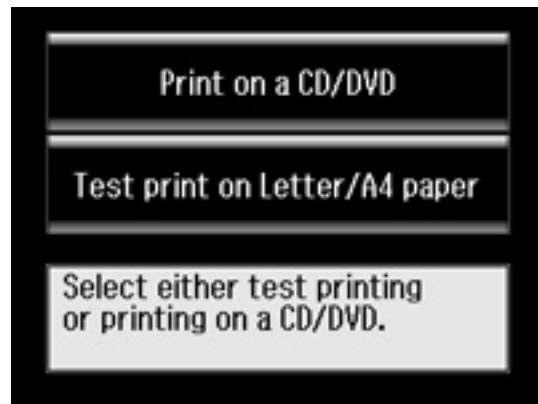 Print on a CD/DVD
Test print on Letter/A4 paper
Select either test printing
or printing on a CD/DVD.